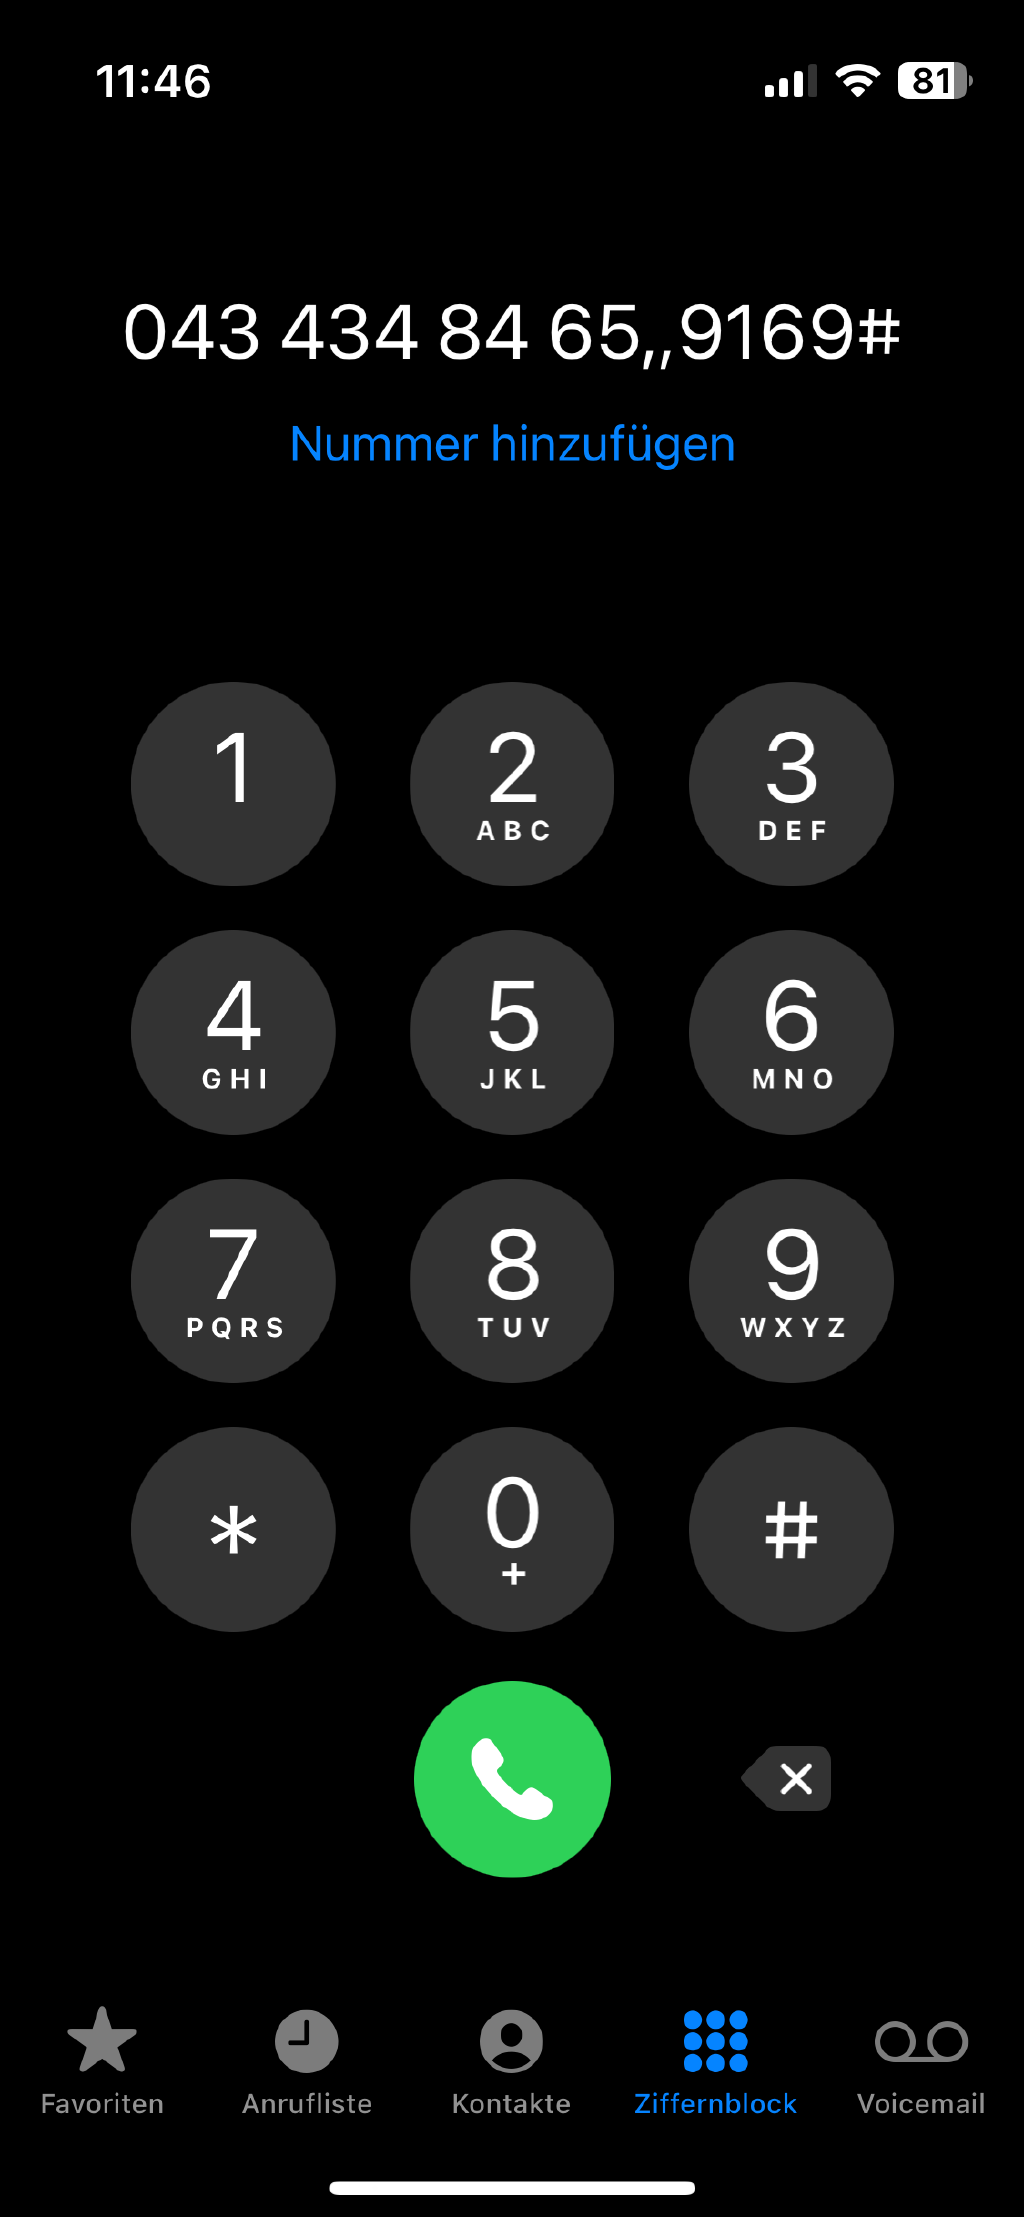 11:46
81
043 434 84 65,,9169#
Nummer hinzufügen
1 2 3
ABC DEF
4 5 6
GHI JKL MNO
7 8 9
PQRS TUV WXYZ
* 0 #
+
Favoriten Anrufliste Kontakte Ziffernblock Voicemail